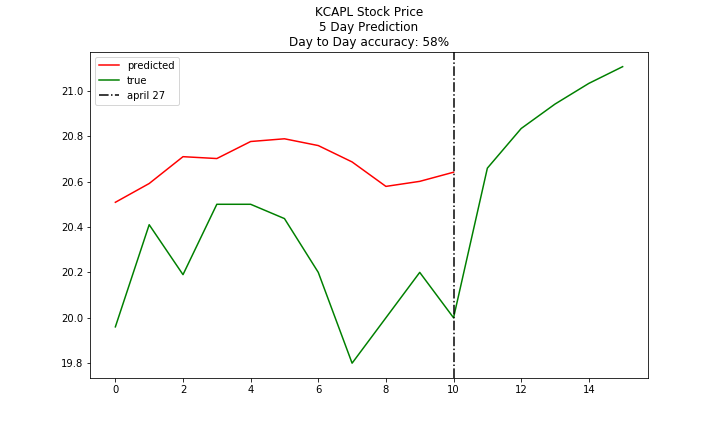 KCAPL Stock Price
5 Day Prediction
Day to Day accuracy: 58%
predicted
true
april 27
21.0
20.8
20.6
20.4
20.2
20.0
19.8
0 2 4 6 8 10 12 14